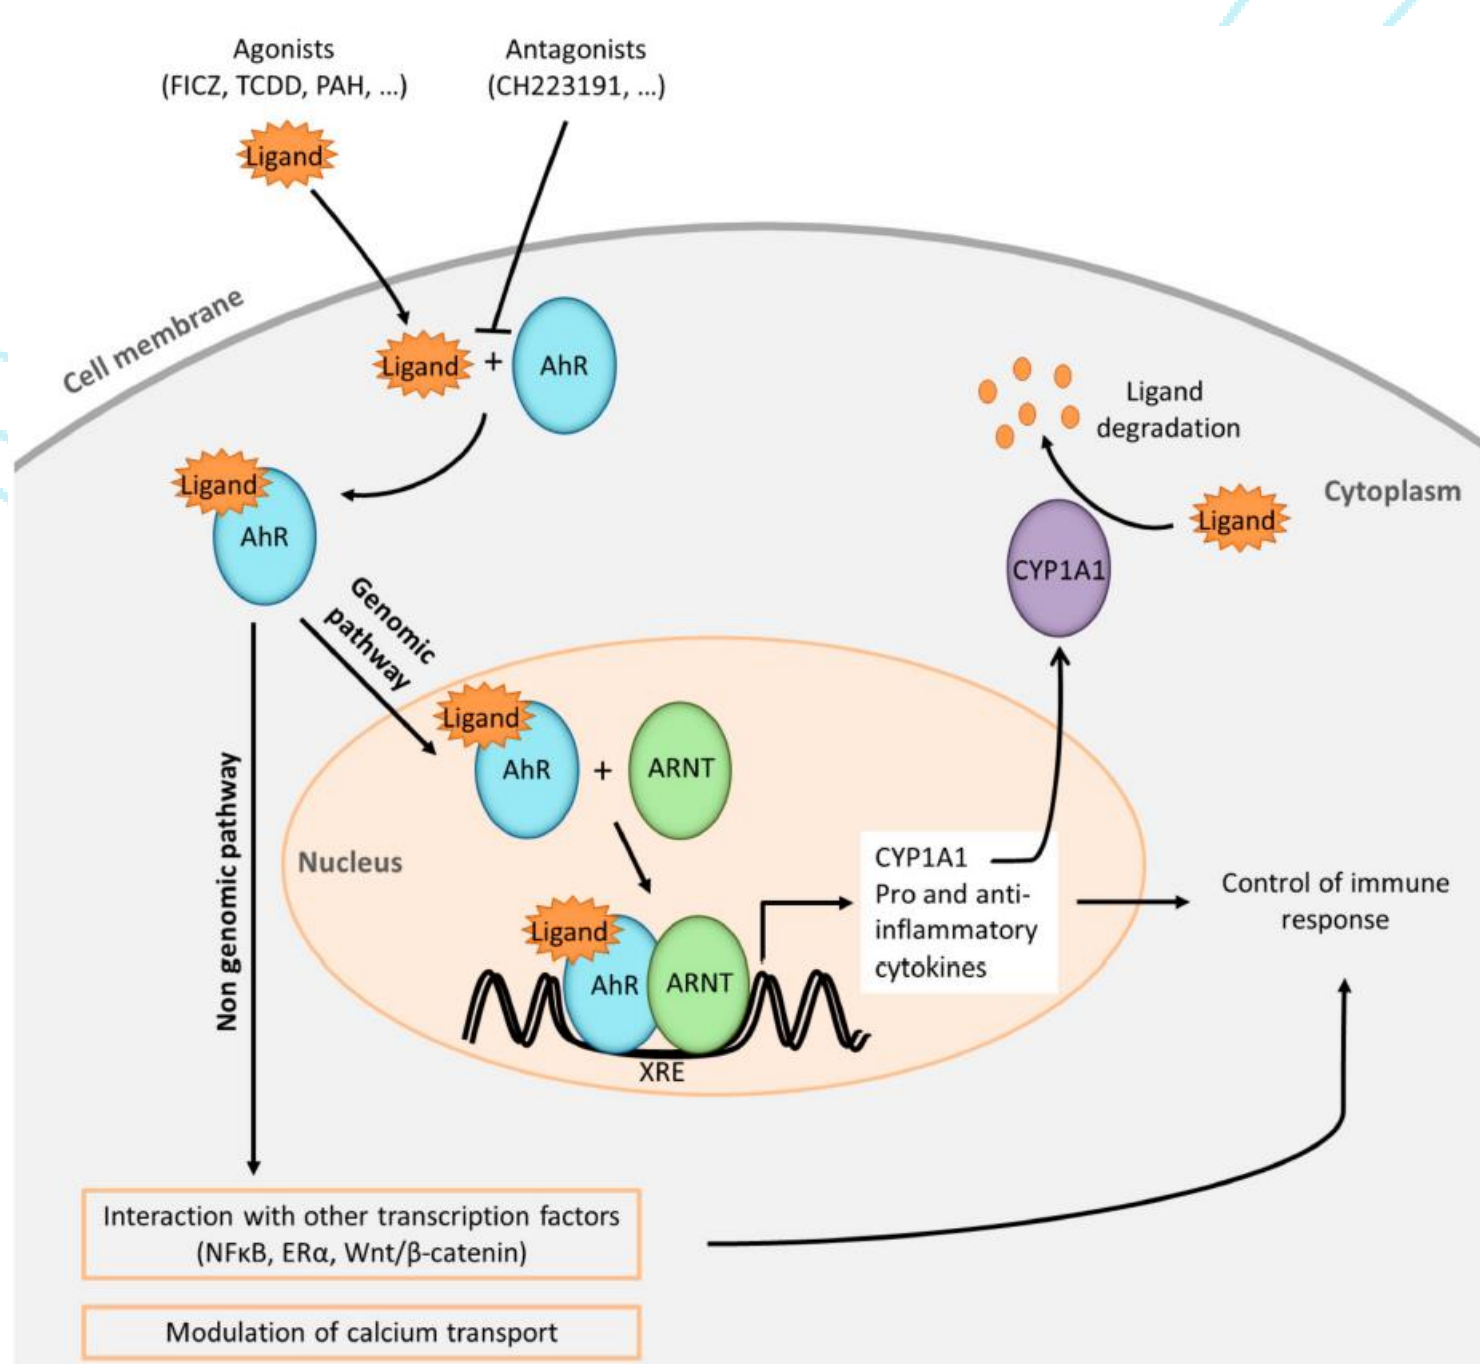 Agonists
(FICZ, TCDD, PAH, ...)
Antagonists
(CH223191, ...)
Ligand
Cell membrane
Ligand
+
AhR
Ligand
AhR
Ligand
degradation
Cytoplasm
Ligand
CYP1A1
Genomic
pathway
Non genomic pathway
Nucleus
Ligand
AhR
+
ARNT
Ligand
AhR
ARNT
XRE
CYP1A1
Pro and anti-
inflammatory
cytokines
Control of immune
response
Interaction with other transcription factors
(NFκB, ERα, Wnt/β-catenin)
Modulation of calcium transport